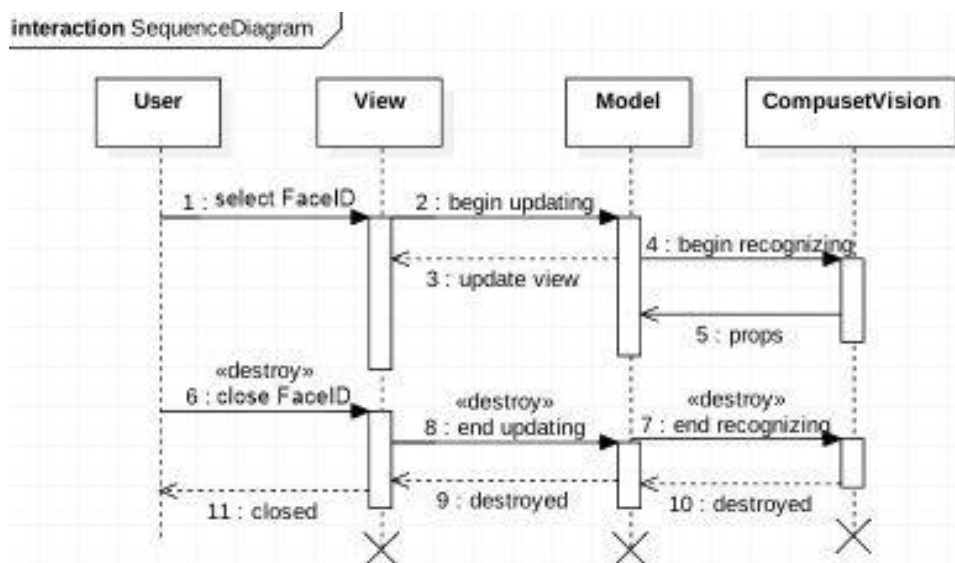 interaction SequenceDiagram
User
View
Model
CompusetVision
1 : select FaceID
2 : begin updating
4 : begin recognizing
3 : update view
5 : props
«destroy»
6 : close FaceID
«destroy»
8 : end updating
«destroy»
7 : end recognizing
9 : destroyed
10 : destroyed
11 : closed